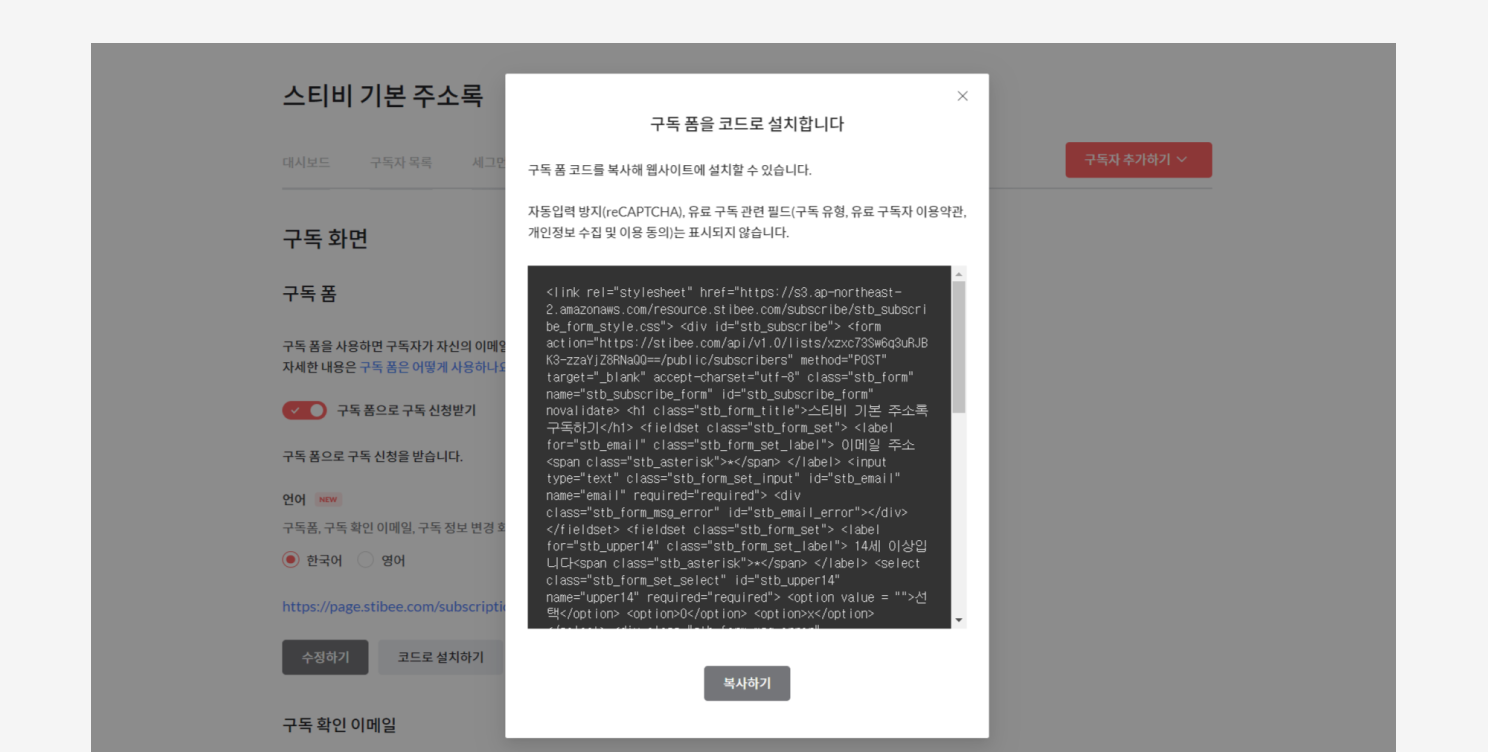 스티비 기본 주소록
대시보드 구독자 목록
구독자 추가하기
구독 화면
구독 폼
구독 폼을 사용하면 구독자가 자신의 이메일
자세한 내용은 구독 폼은 어떻게 사용하나요
구독 폼으로 구독 신청받기
구독 폼으로 구독 신청을 받습니다.
언어 NEW
구독폼, 구독 확인 이메일, 구독 정보 변경
한국어 영어
https://page.stibee.com/subscriptio
수정하기 코드로 설치하기
구독 확인 이메일
구독 폼을 코드로 설치합니다
구독 폼 코드를 복사해 웹사이트에 설치할 수 있습니다.
자동입력 방지(reCAPTCHA), 유료 구독 관련 필드(구독 유형, 유료 구독자 이용약관,
개인정보 수집 및 이용 동의)는 표시되지 않습니다.
<link rel="stylesheet" href="https://s3.ap-northeast-
2.amazonaws.com/resource.stibee.com/subscribe/stb_subscri
be_form_style.css"> <div id="stb_subscribe"> <form
action="https://stibee.com/api/v1.0/lists/xzxc73Sw6q3uRJB
K3-zzaYjZ8RNaQQ==/public/subscribers" method="POST"
target="_blank" accept-charset="utf-8" class="stb_form"
name="stb_subscribe_form" id="stb_subscribe_form"
novalidate> <h1 class="stb_form_title">스티비 기본 주소록
구독하기</h1> <fieldset class="stb_form_set"> <label
for="stb_email" class="stb_form_set_label"> 이메일 주소
<span class="stb_asterisk">*</span> </label> <input
type="text" class="stb_form_set_input" id="stb_email"
name="email" required="required"> <div
class="stb_form_msg_error" id="stb_email_error"></div>
</fieldset> <fieldset class="stb_form_set"> <label
for="stb_upper14" class="stb_form_set_label"> 14세 이상입
니다<span class="stb_asterisk">*</span> </label> <select
class="stb_form_set_select" id="stb_upper14"
name="upper14" required="required"> <option value = "">선
택</option> <option>O</option> <option>x</option>
복사하기